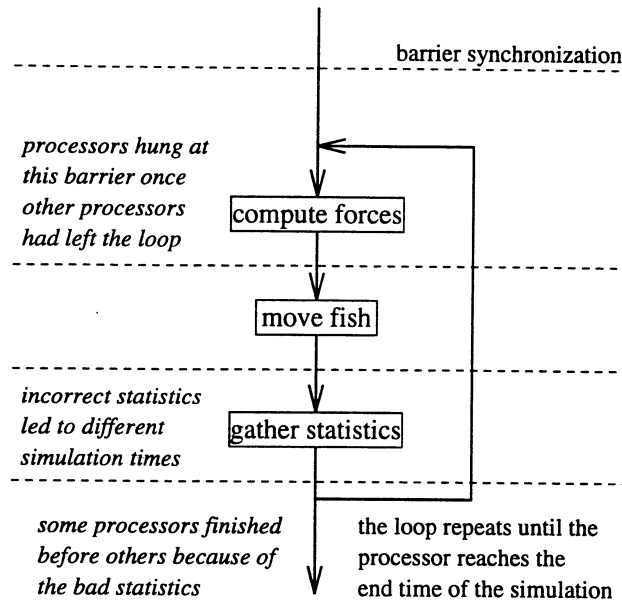 barrier synchronization
processors hung at
this barrier once
other processors
had left the loop
compute forces
move fish
incorrect statistics
led to different
simulation times
gather statistics
some processors finished
before others because of
the bad statistics
the loop repeats until the
processor reaches the
end time of the simulation